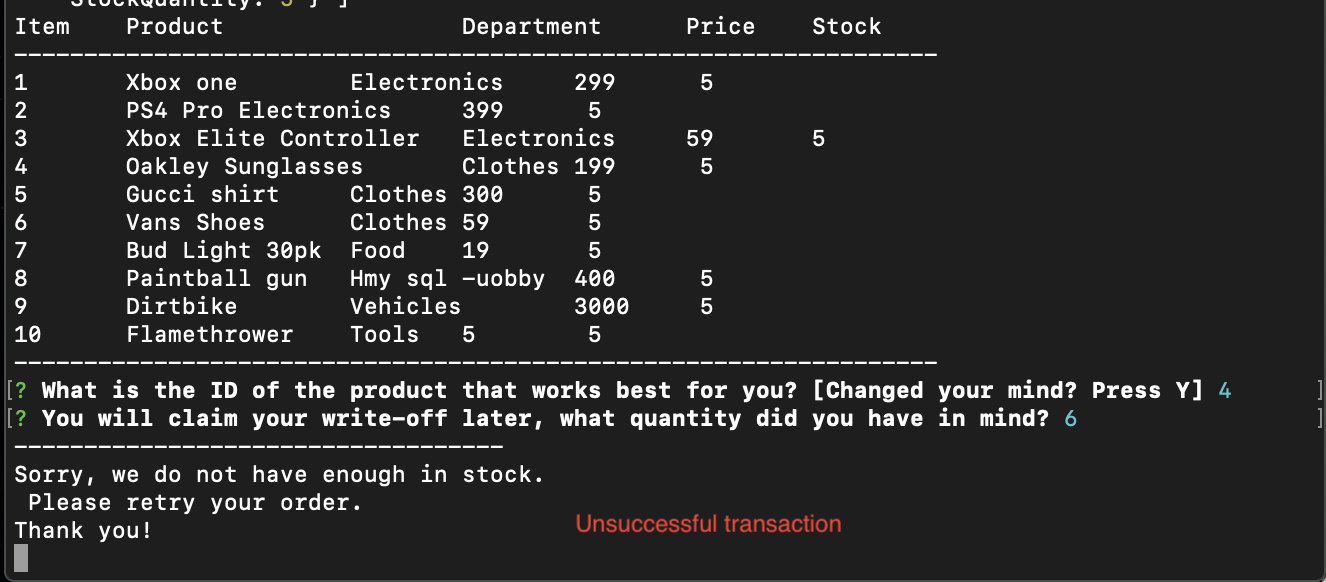 StockQuantity: 5 } ]
Item Product Department Price Stock
------------------------------------------------------------------
1 Xbox one Electronics 299 5
2 PS4 Pro Electronics 399 5
3 Xbox Elite Controller Electronics 59 5
4 Oakley Sunglasses Clothes 199 5
5 Gucci shirt Clothes 300 5
6 Vans Shoes Clothes 59 5
7 Bud Light 30pk Food 19 5
8 Paintball gun Hmy sql -uobby 400 5
9 Dirtbike Vehicles 3000 5
10 Flamethrower Tools 5 5
------------------------------------------------------------------
[? What is the ID of the product that works best for you? [Changed your mind? Press Y] 4 ]
[? You will claim your write-off later, what quantity did you have in mind? 6 ]
-----------------------------------
Sorry, we do not have enough in stock.
Please retry your order.
Thank you!
Unsuccessful transaction